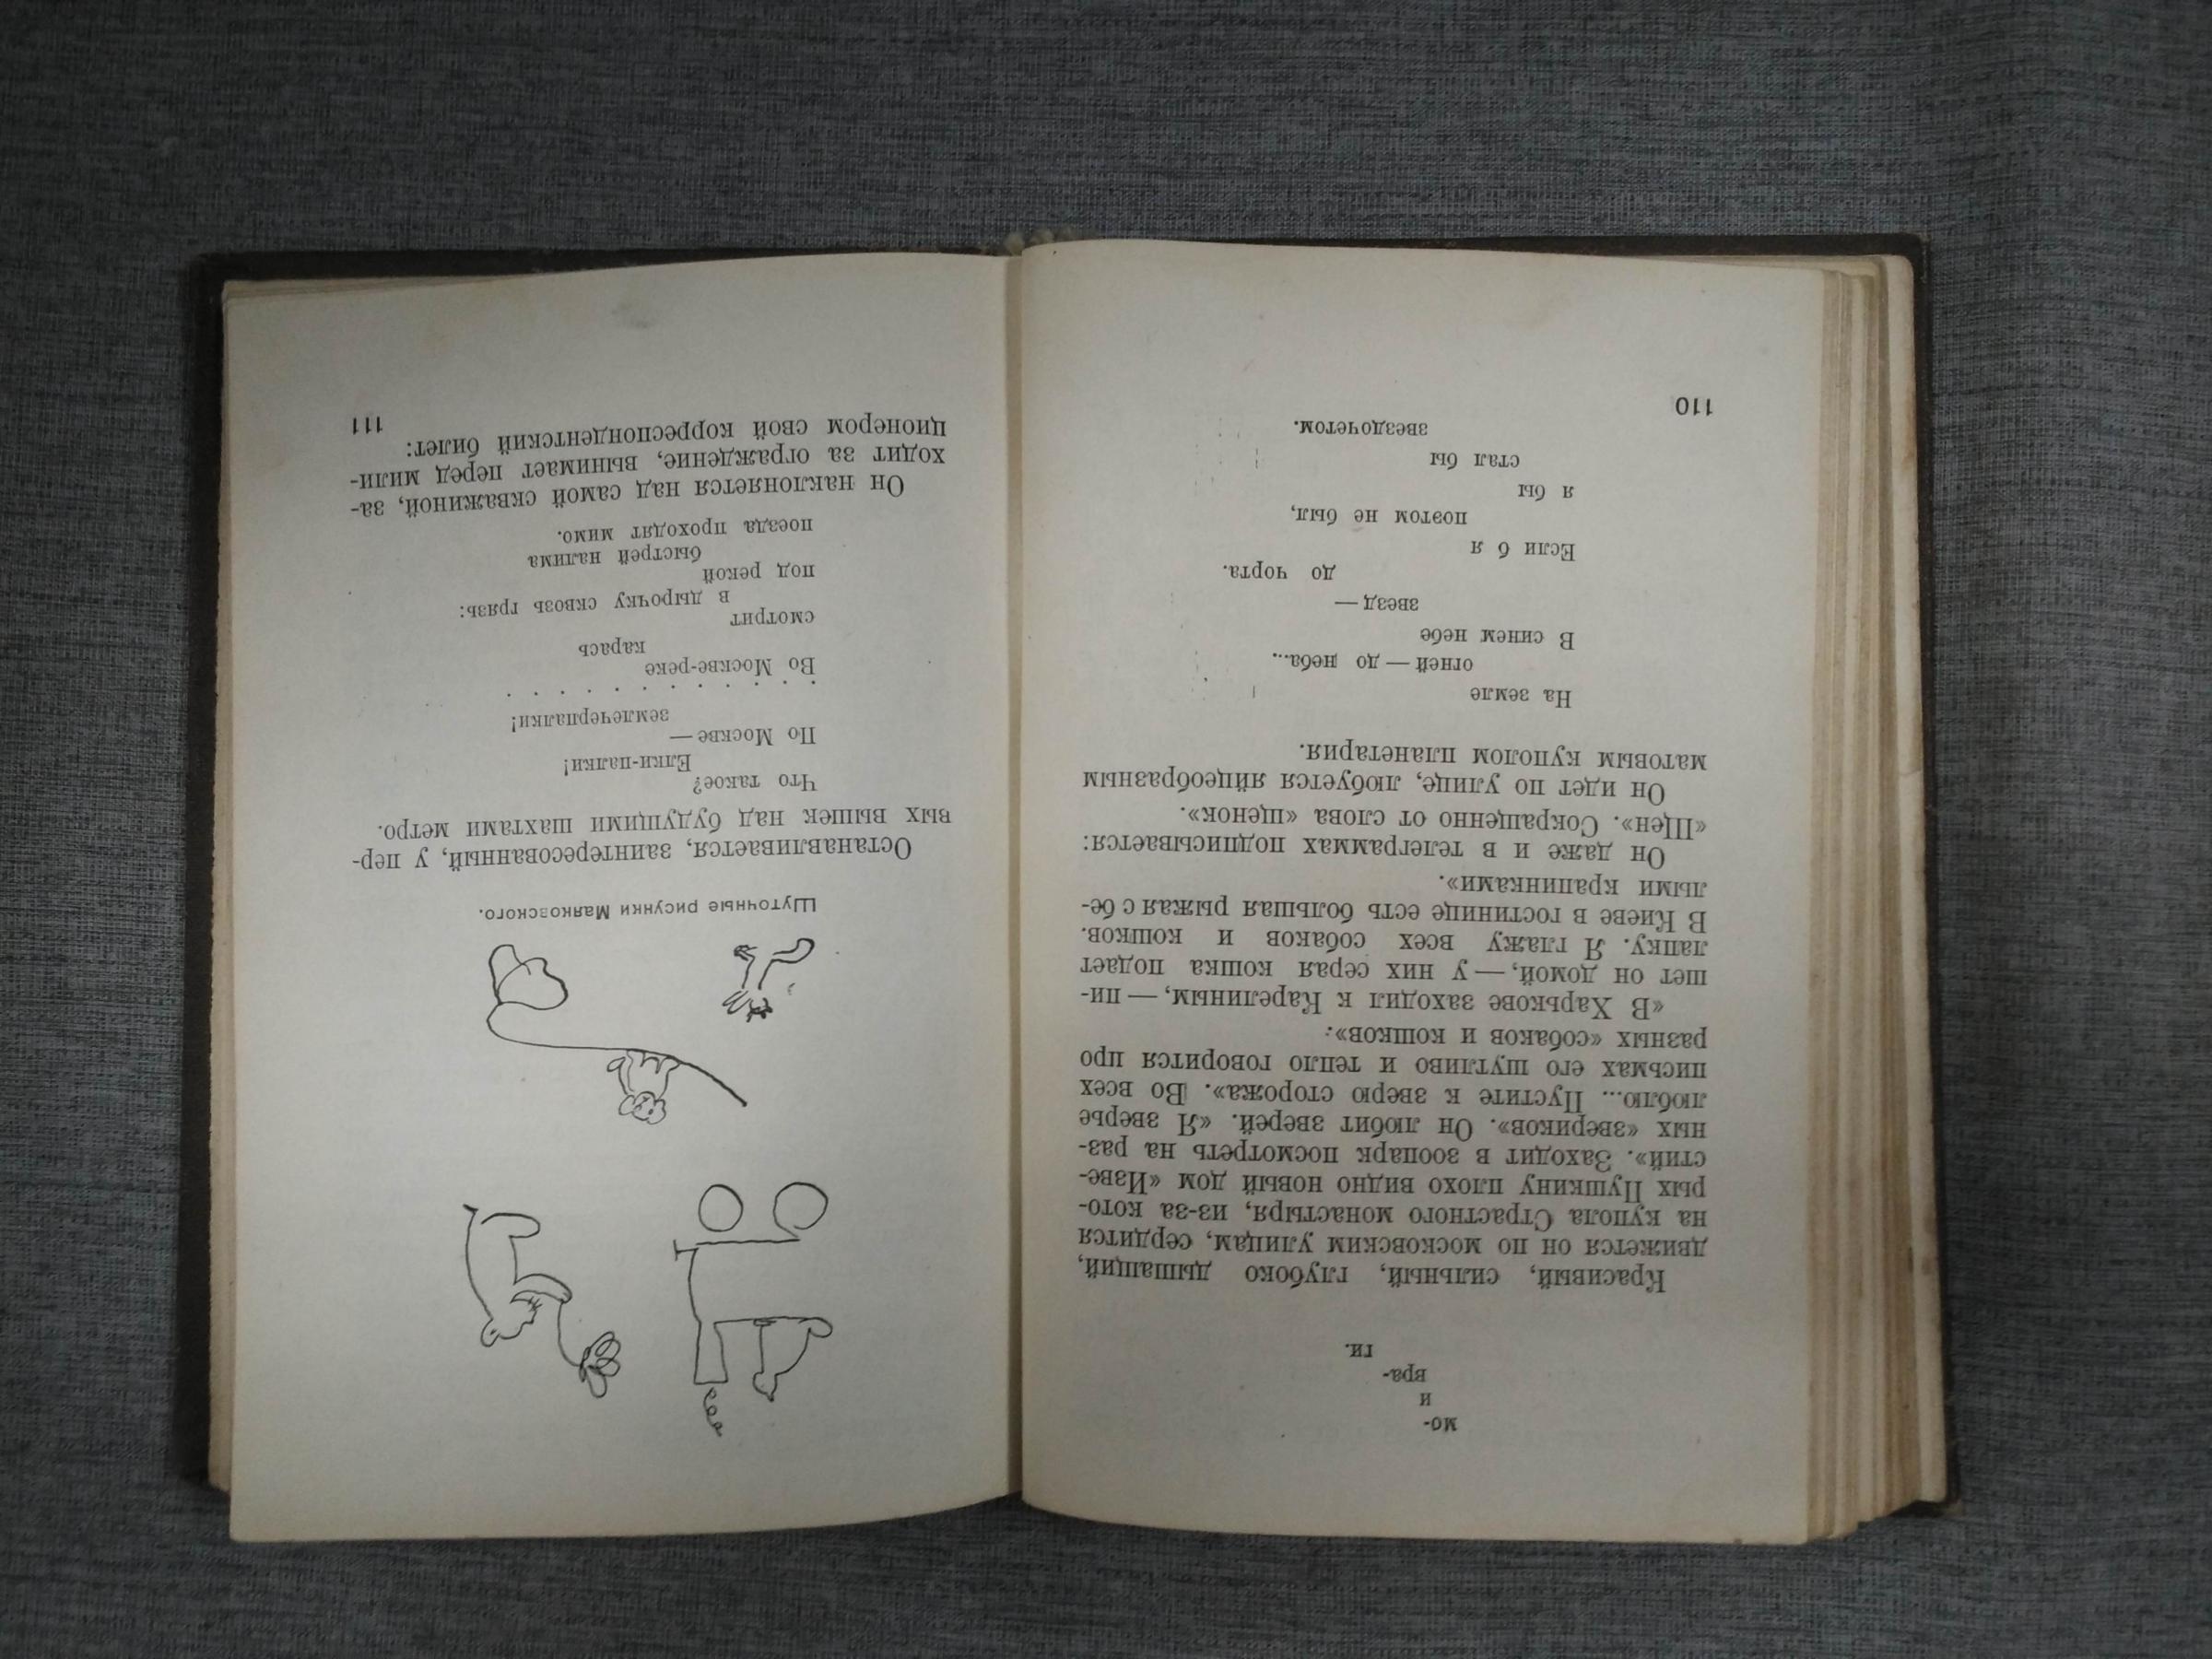 мо-
и
вра-
ги.
Красивый, сильный, глубоко дышащий,
движется он по московским улицам, сердится
на купола Страстного монастыря, из-за кото-
рых Пушкину плохо видно новый дом «Изве-
стий». Заходит в зоопарк посмотреть на раз-
ных «звериков». Он любит зверей. «Я зверье
люблю... Пустите к зверю сторожа». Во всех
письмах его шутливо и тепло говорится про
разных «собаков и кошков»:
«В Харькове заходил к Карелиным, — пи-
шет он домой, — у них серая кошка подает
лапку. Я глажу всех собаков и кошков.
В Киеве в гостинице есть большая рыжая с бе-
лыми крапинками».
Он даже и в телеграммах подписывается:
«Щен». Сокращенно от слова «щенок».
Он идет по улице, любуется яйцеобразным
матовым куполом планетария.
На земле
огней — до неба...
В синем небе
звезд —
до чорта.
Если б я
поэтом не был,
я бы
стал бы
звездочетом.
110
Шуточные рисунки Маяковского.
Останавливается, заинтересованный, у пер-
вых вышек над будущими шахтами метро.
Что такое?
Елки-палки!
По Москве —
землечерпалки!
. . . . . . . . . . . .
Во Москве-реке
карась
смотрит
в дырочку сквозь грязь:
под рекой
быстрей налима
поезда проходят мимо.
Он наклоняется над самой скважиной, за-
ходит за ограждение, вынимает перед мили-
ционером свой корреспондентский билет:
111